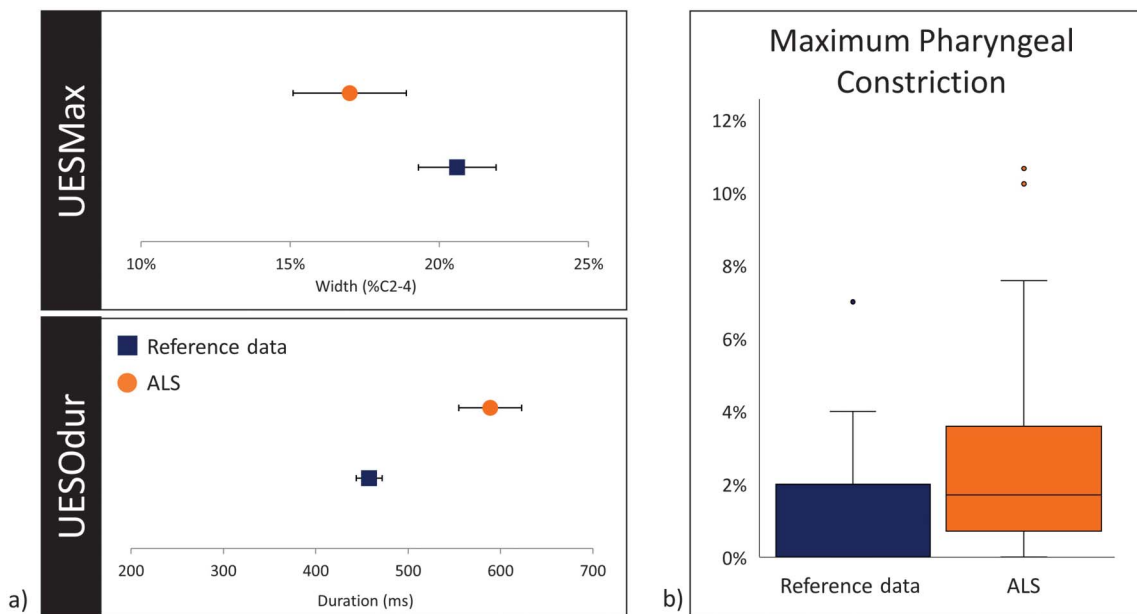 UESMax
10%
15%
20%
25%
Width (%C2-4)
UESOdur
Reference data
ALS
200
300
400
500
600
700
Duration (ms)
a)
Maximum Pharyngeal
Constriction
12%
10%
8%
6%
4%
2%
0%
Reference data
ALS
b)